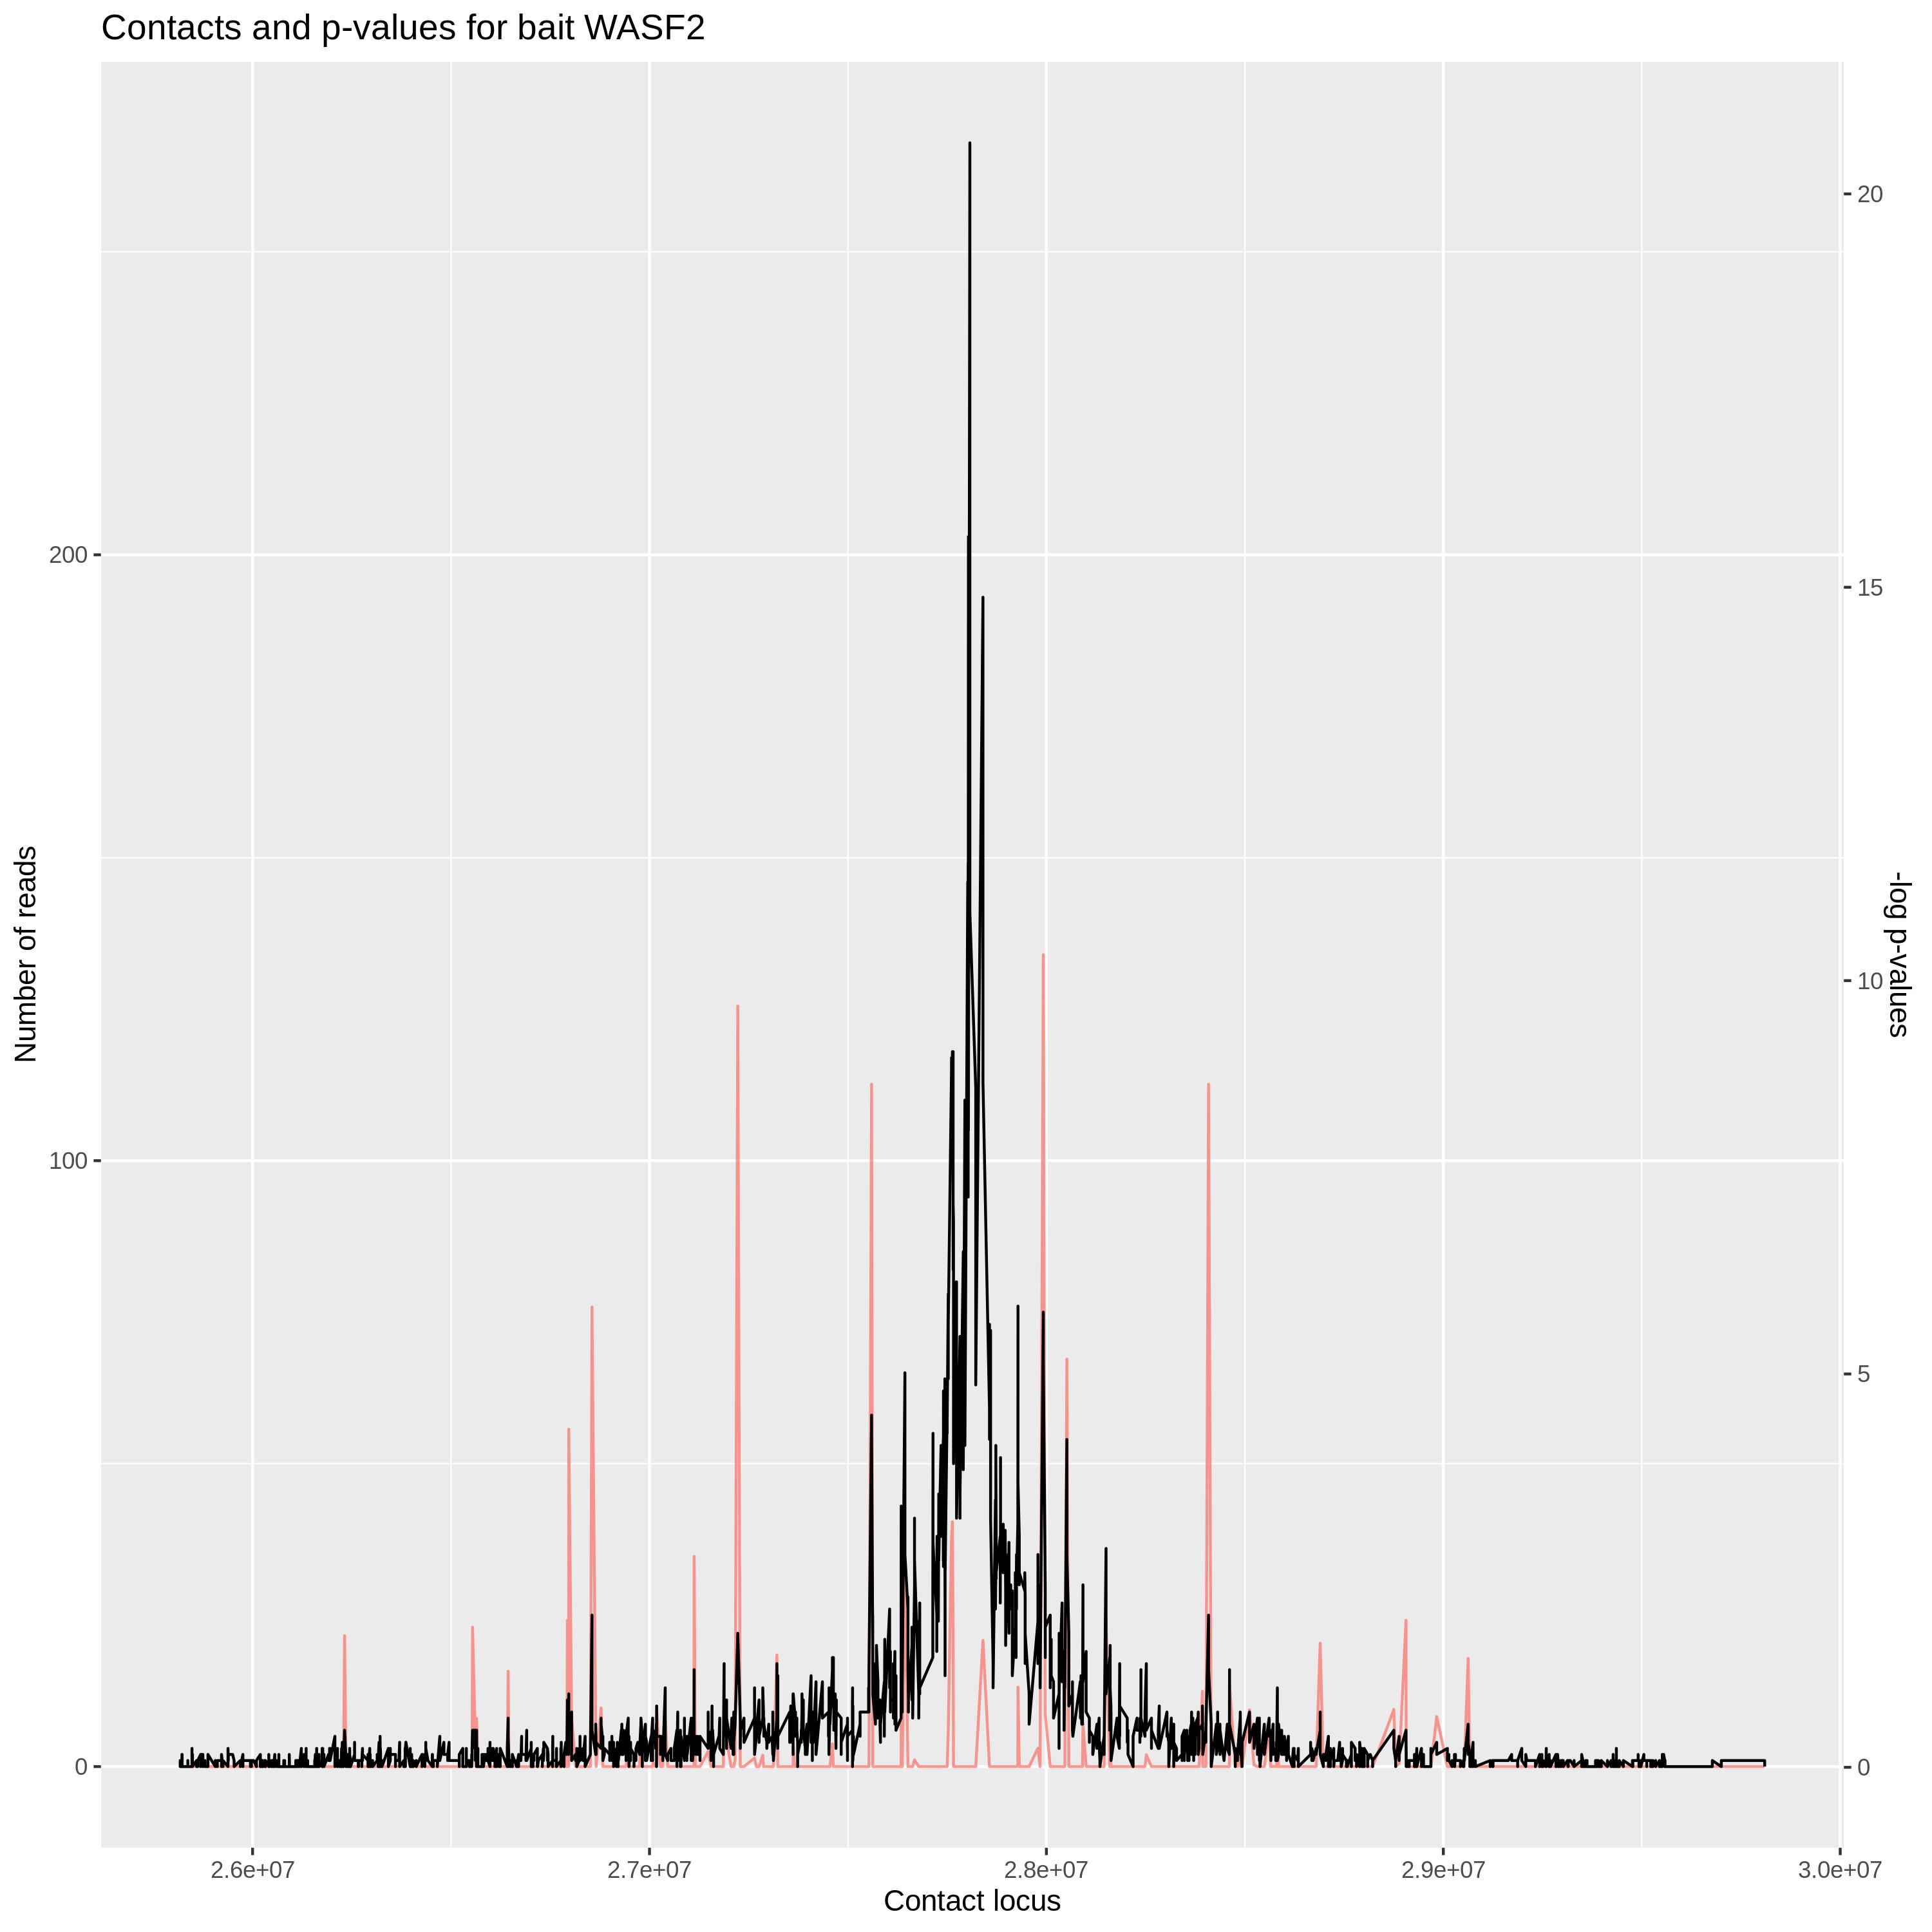 Contacts and p-values for bait WASF2
Number of reads
200
100
0
20
15
10
5
0
-log p-values
2.6e+07
2.7e+07
2.8e+07
2.9e+07
3.0e+07
Contact locus